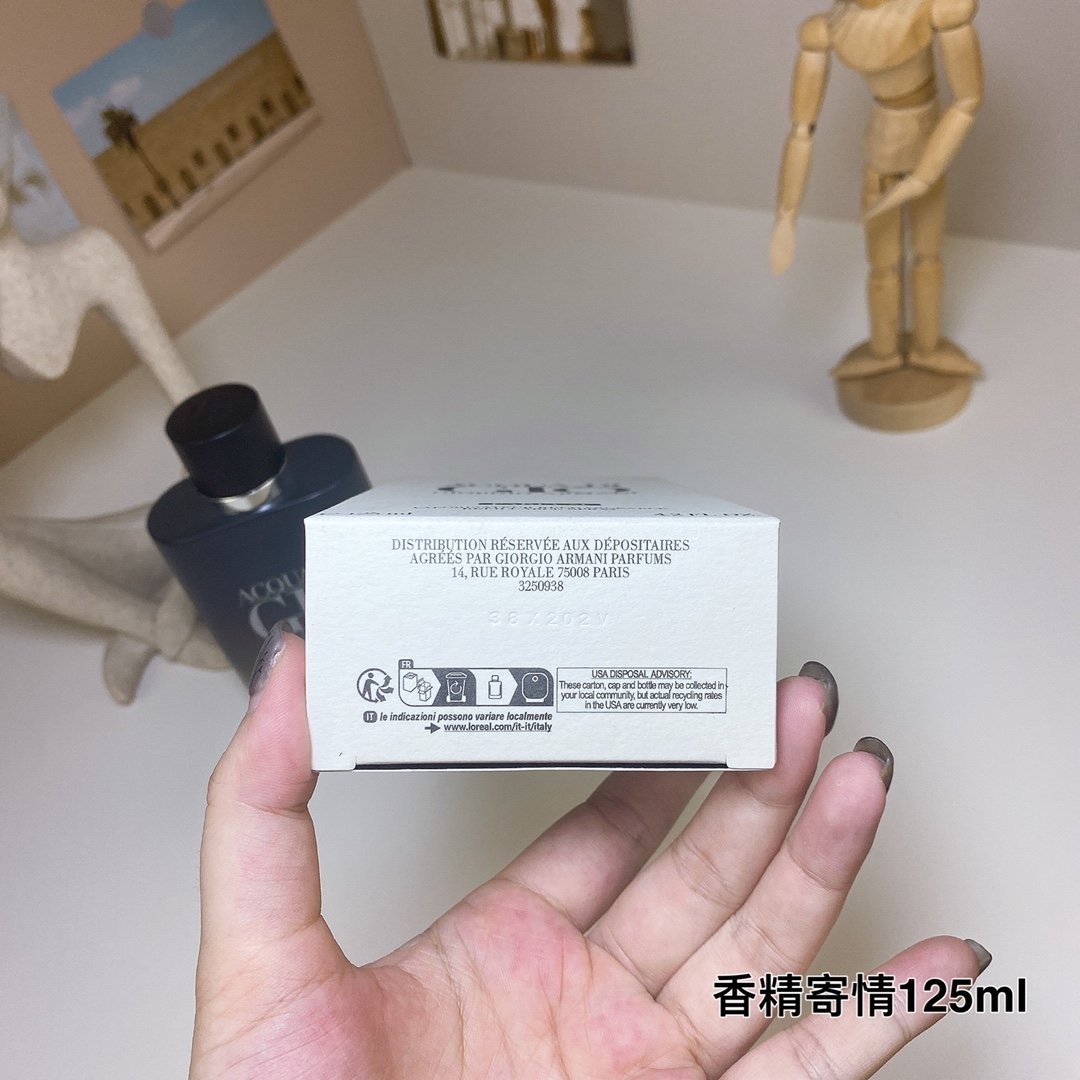 ACQUA
DISTRIBUTION RÉSERVÉE AUX DÉPOSITAIRES
AGRÉÉS PAR GIORGIO ARMANI PARFUMS
14, RUE ROYALE 75008 PARIS
3250938
38X202V
FR
USA DISPOSAL ADVISORY:
These carton, cap and bottle may be collected in
your local community, but actual recycling rates
in the USA are currently very low.
IT le indicazioni possono variare localmente
www.loreal.com/it-it/italy
香精寄情125ml